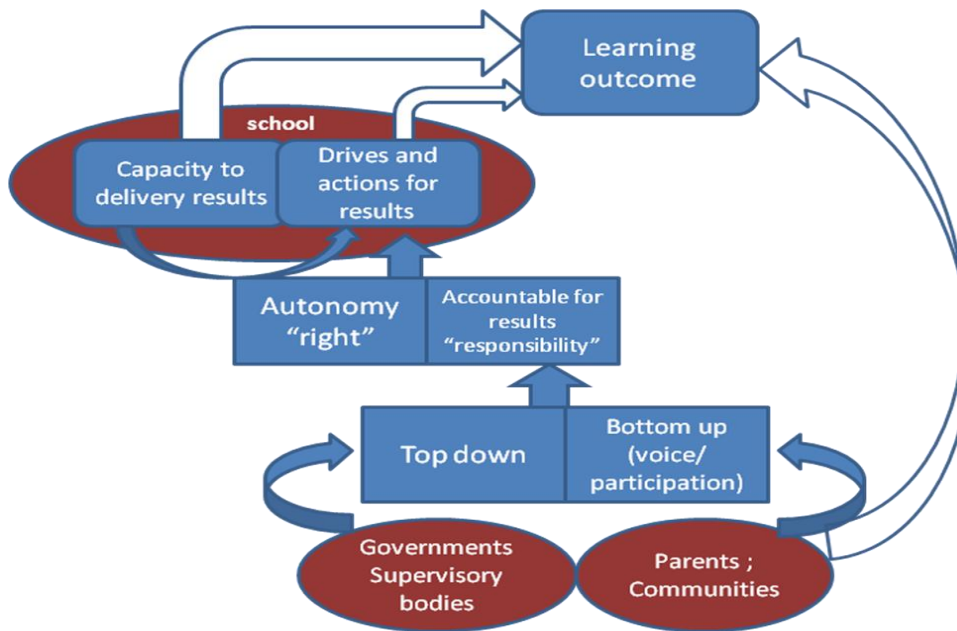 Learning
outcome
school
Capacity to
delivery results
Drives and
actions for
results
Autonomy
“right”
Accountable for
results
“responsibility”
Top down
Bottom up
(voice/
participation)
Governments
Supervisory
bodies
Parents ;
Communities